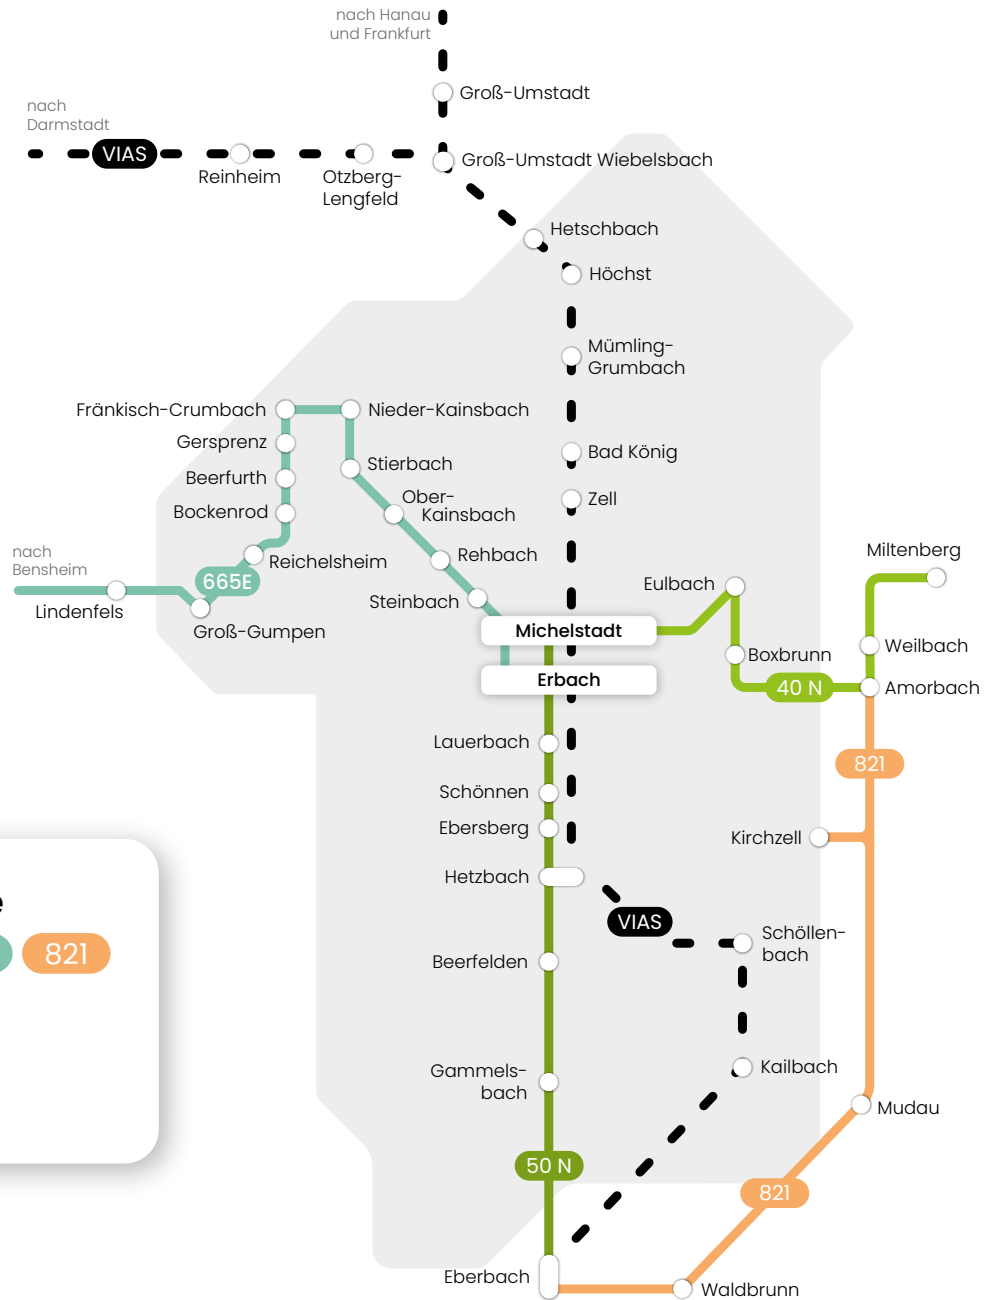 nach Hanau
und Frankfurt
Groß-Umstadt
nach
Darmstadt
VIAS
Reinheim
Otzberg-
Lengfeld
Groß-Umstadt Wiebelsbach
Hetschbach
Höchst
Mümling-
Grumbach
Fränkisch-Crumbach
Nieder-Kainsbach
Gersprenz
Stierbach
Bad König
Beerfurth
Ober-
Kainsbach
Zell
Bockenrod
nach
Bensheim
Reichelsheim
Rehbach
665E
Lindenfels
Steinbach
Groß-Gumpen
Eulbach
Miltenberg
Michelstadt
Boxbrunn
Weilbach
Erbach
40 N
Amorbach
Lauerbach
821
Schönnen
Ebersberg
Kirchzell
Hetzbach
e
821
VIAS
Schöllen-
bach
Beerfelden
Gammels-
bach
Kailbach
Mudau
50 N
821
Eberbach
Waldbrunn